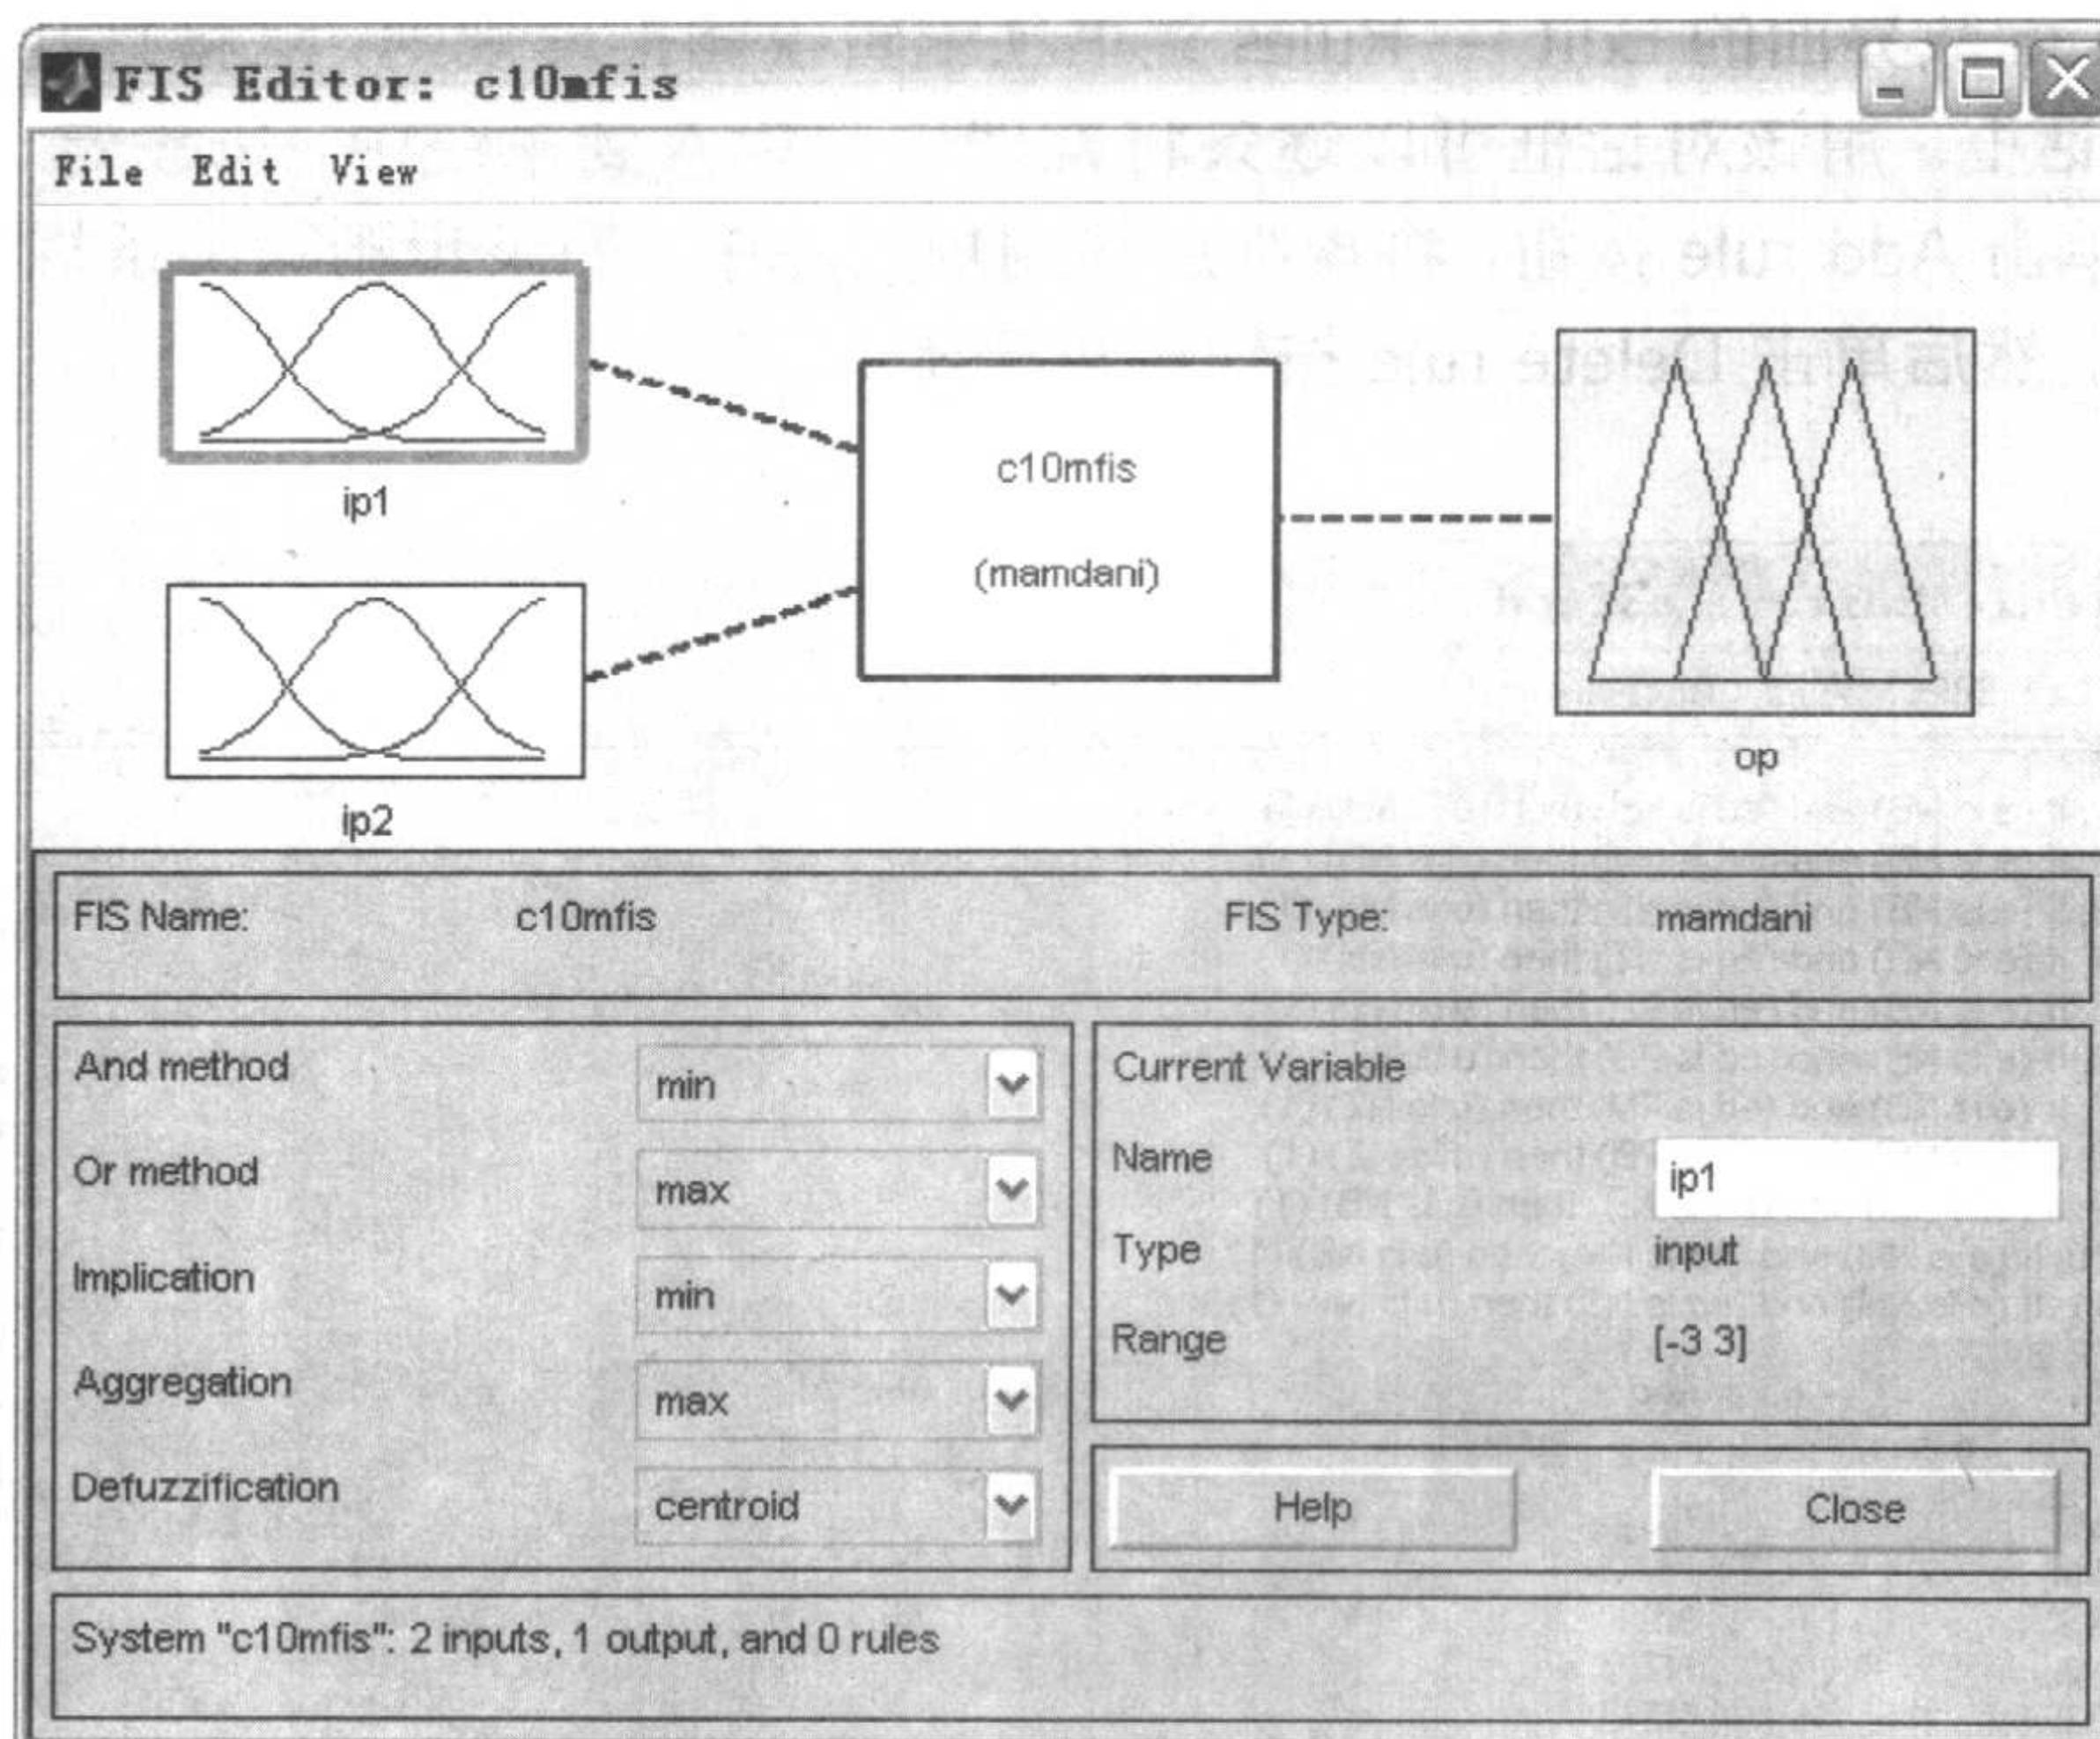 FIS Editor: c10mfis
File Edit View
ip1
c10mfis
(mamdani)
ip2
op
FIS Name: c10mfis FIS Type: mamdani
And method min
Or method max
Implication min
Aggregation max
Defuzzification centroid
Current Variable
Name ip1
Type input
Range [-3 3]
Help Close
System "c10mfis": 2 inputs, 1 output, and 0 rules